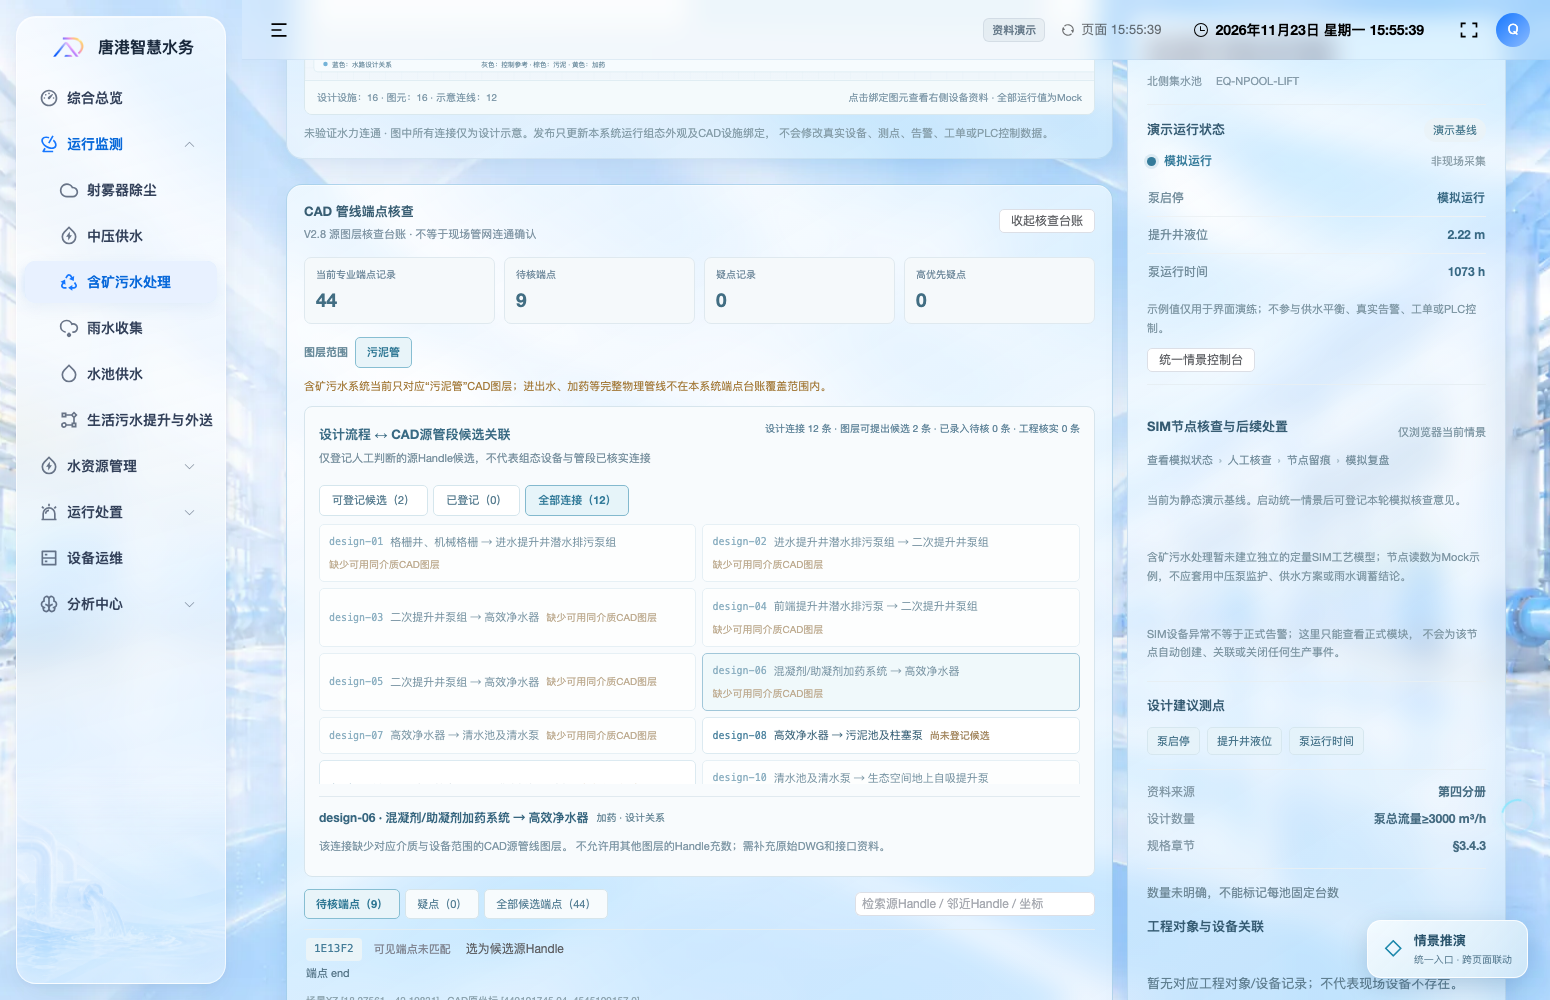 唐港智慧水务
综合总览
运行监测
射雾器除尘
中压供水
含矿污水处理
雨水收集
水池供水
生活污水提升与外送
水资源管理
运行处置
设备运维
分析中心
资料演示
页面 15:55:39
2026年11月23日 星期一 15:55:39
Q
蓝色：水路设计关系
灰色：控制参考 · 棕色：污泥 · 黄色：加药
设计设施：16 · 图元：16 · 示意连线：12
点击绑定图元查看右侧设备资料 · 全部运行值为Mock
未验证水力连通 · 图中所有连接仅为设计示意。发布只更新本系统运行组态外观及CAD设施绑定， 不会修改真实设备、测点、告警、工单或PLC控制数据。
CAD 管线端点核查
V2.8 源图层核查台账 · 不等于现场管网连通确认
收起核查台账
当前专业端点记录
44
待核端点
9
疑点记录
0
高优先疑点
0
图层范围
污泥管
含矿污水系统当前只对应“污泥管”CAD图层；进出水、加药等完整物理管线不在本系统端点台账覆盖范围内。
设计流程 ↔ CAD源管段候选关联
设计连接 12 条 · 图层可提出候选 2 条 · 已录入待核 0 条 · 工程核实 0 条
仅登记人工判断的源Handle候选，不代表组态设备与管段已核实连接
可登记候选（2）
已登记（0）
全部连接（12）
design-01 格栅井、机械格栅 → 进水提升井潜水排污泵组
缺少可用同介质CAD图层
design-02 进水提升井潜水排污泵组 → 二次提升井泵组
缺少可用同介质CAD图层
design-03 二次提升井泵组 → 高效净水器 缺少可用同介质CAD图层
design-04 前端提升井潜水排污泵 → 二次提升井泵组
缺少可用同介质CAD图层
design-05 二次提升井泵组 → 高效净水器 缺少可用同介质CAD图层
design-06 混凝剂/助凝剂加药系统 → 高效净水器
缺少可用同介质CAD图层
design-07 高效净水器 → 清水池及清水泵 缺少可用同介质CAD图层
design-08 高效净水器 → 污泥池及柱塞泵 尚未登记候选
design-10 清水池及清水泵 → 生态空间地上自吸提升泵
design-06 · 混凝剂/助凝剂加药系统 → 高效净水器 加药 · 设计关系
该连接缺少对应介质与设备范围的CAD源管线图层。 不允许用其他图层的Handle充数；需补充原始DWG和接口资料。
待核端点（9）
疑点（0）
全部候选端点（44）
检索源Handle / 邻近Handle / 坐标
1E13F2
可见端点未匹配
选为候选源Handle
端点 end
北侧集水池
EQ-NPOOL-LIFT
演示运行状态
演示基线
模拟运行
非现场采集
泵启停
模拟运行
提升井液位
2.22 m
泵运行时间
1073 h
示例值仅用于界面演练；不参与供水平衡、真实告警、工单或PLC控
制。
统一情景控制台
SIM节点核查与后续处置
仅浏览器当前情景
查看模拟状态 › 人工核查 › 节点留痕 › 模拟复盘
当前为静态演示基线。启动统一情景后可登记本轮模拟核查意见。
含矿污水处理暂未建立独立的定量SIM工艺模型；节点读数为Mock示
例，不应套用中压泵监护、供水方案或雨水调蓄结论。
SIM设备异常不等于正式告警；这里只能查看正式模块， 不会为该节
点自动创建、关联或关闭任何生产事件。
设计建议测点
泵启停
提升井液位
泵运行时间
资料来源
第四分册
设计数量
泵总流量≥3000 m³/h
规格章节
§3.4.3
数量未明确，不能标记每池固定台数
工程对象与设备关联
情景推演
统一入口 · 跨页面联动
暂无对应工程对象/设备记录；不代表现场设备不存在。